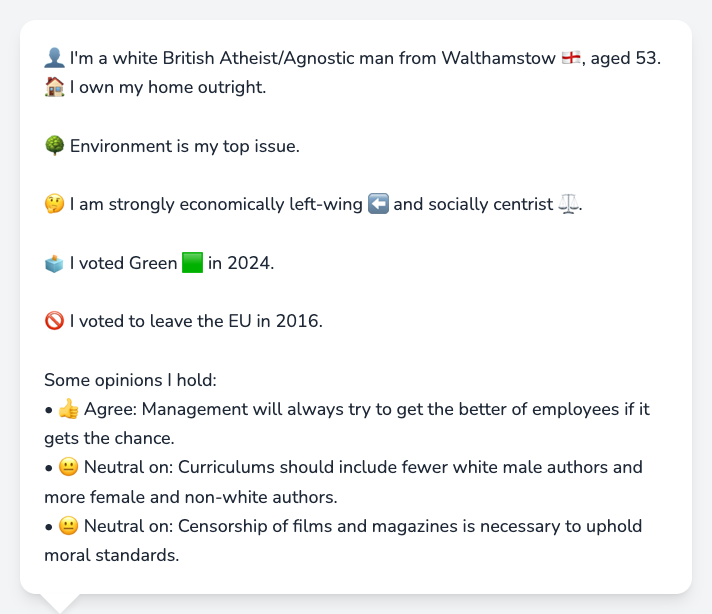 👤 I'm a white British Atheist/Agnostic man from Walthamstow 🏴󠁧󠁢󠁥󠁮󠁧󠁿, aged 53.
🏠 I own my home outright.
🌳 Environment is my top issue.
🤔 I am strongly economically left-wing ⬅️ and socially centrist ⚖️.
🗳️ I voted Green 🟩 in 2024.
🚫 I voted to leave the EU in 2016.
Some opinions I hold:
• 👍 Agree: Management will always try to get the better of employees if it
gets the chance.
• 😐 Neutral on: Curriculums should include fewer white male authors and
more female and non-white authors.
• 😐 Neutral on: Censorship of films and magazines is necessary to uphold
moral standards.